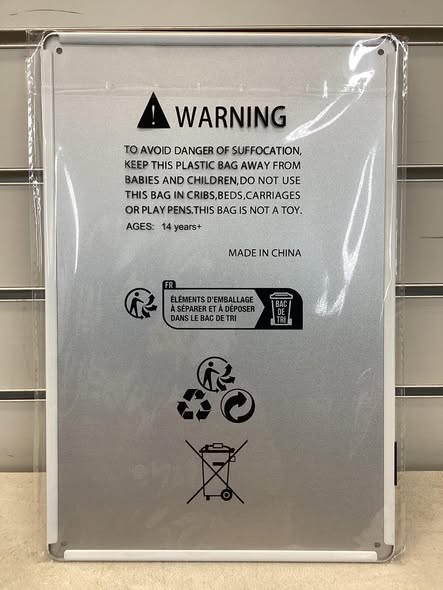 WARNING
TO AVOID DANGER OF SUFFOCATION,
KEEP THIS PLASTIC BAG AWAY FROM
BABIES AND CHILDREN,DO NOT USE
THIS BAG IN CRIBS,BEDS,CARRIAGES
OR PLAY PENS.THIS BAG IS NOT A TOY.
AGES: 14 years+
MADE IN CHINA
FR
ÉLÉMENTS D'EMBALLAGE
À SÉPARER ET À DÉPOSER
DANS LE BAC DE TRI
BAC
DE
TRI